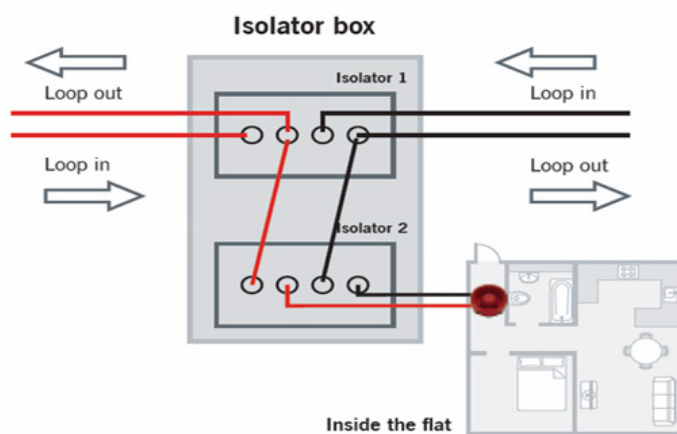 Isolator box
Isolator 1
Loop out
Loop in
Loop in
Loop out
Isolator 2
Inside the flat